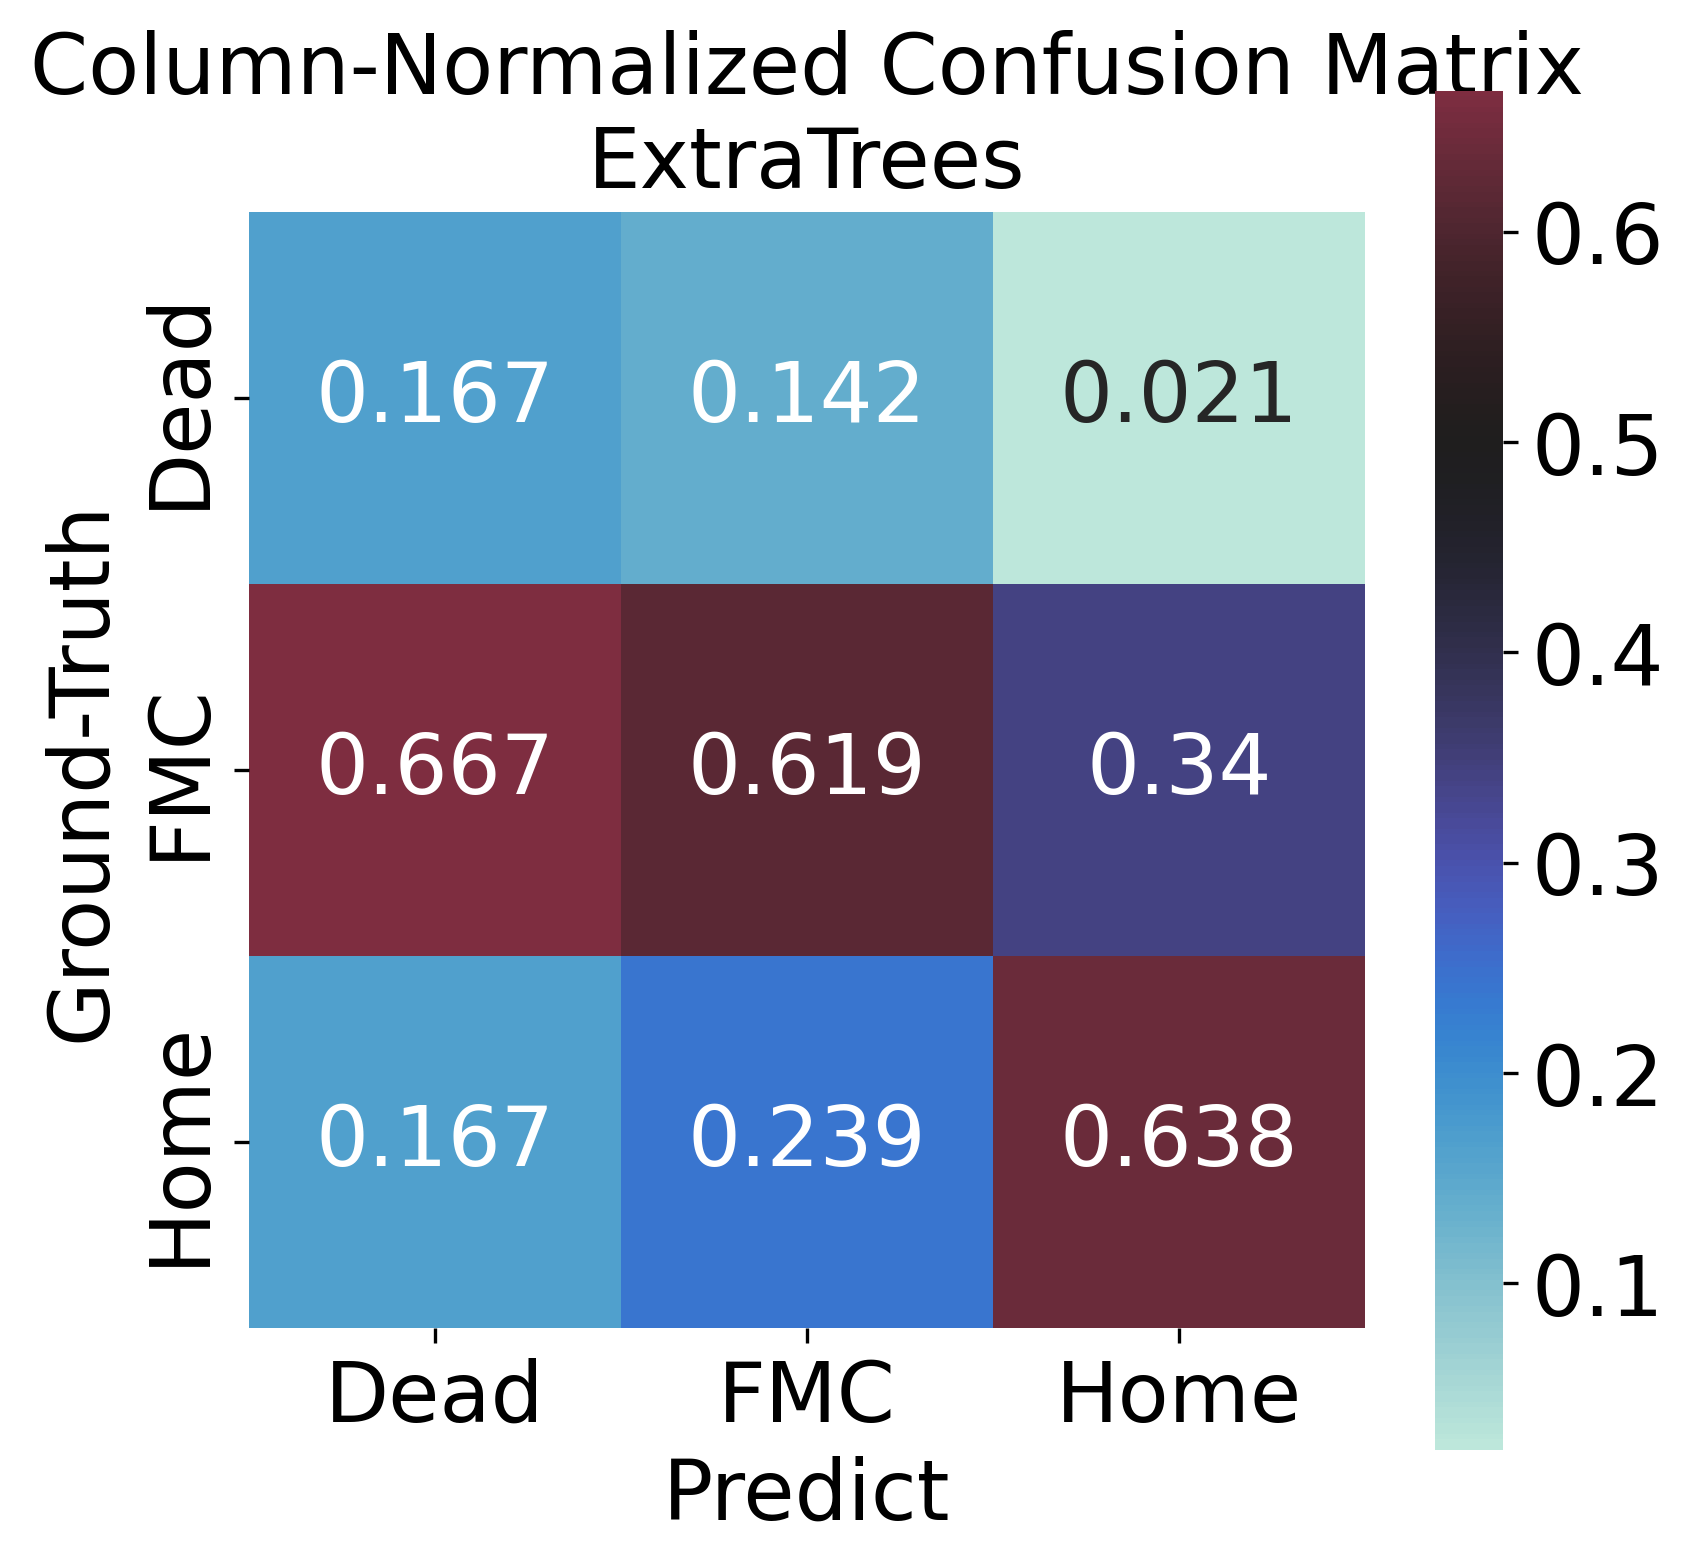 Column-Normalized Confusion Matrix
ExtraTrees
Ground-Truth
Dead
0.167 0.142 0.021
FMC
0.667 0.619 0.34
Home
0.167 0.239 0.638
Dead FMC Home
Predict
0.6
0.5
0.4
0.3
0.2
0.1